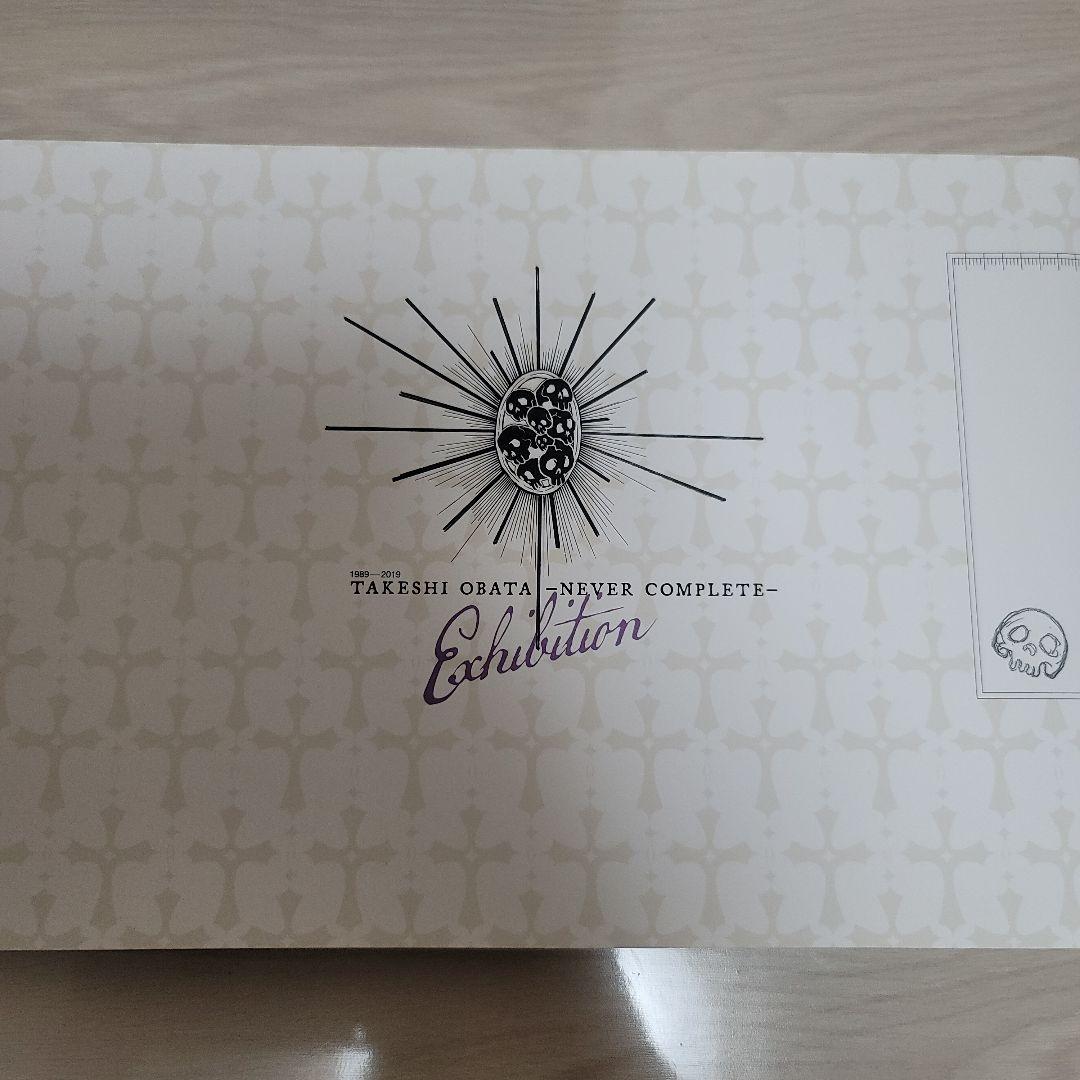 1989—2019
TAKESHI OBATA —NEVER COMPLETE—
Exhibition